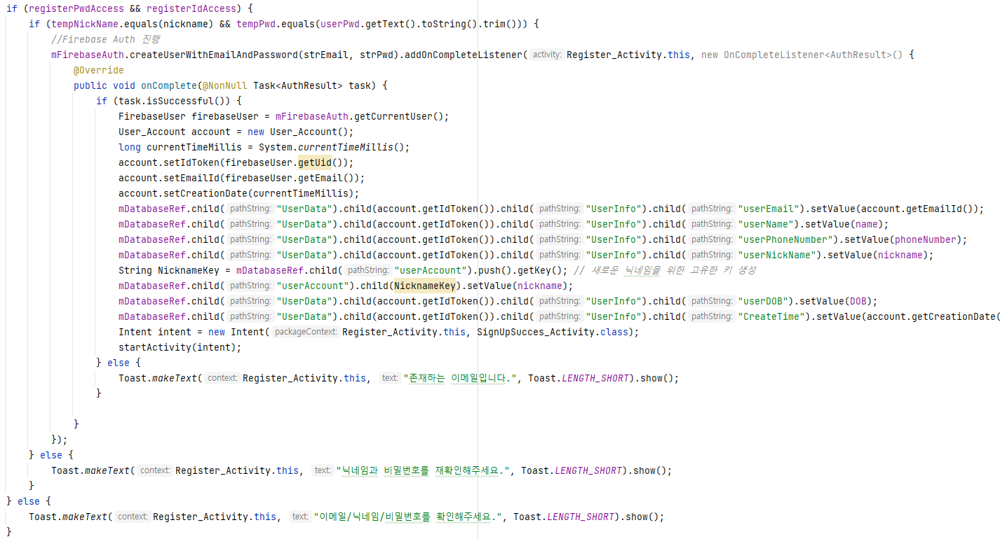 if (registerPwdAccess && registerIdAccess) {
    if (tempNickName.equals(nickname) && tempPwd.equals(userPwd.getText().toString().trim())) {
        //Firebase Auth 진행
        mFirebaseAuth.createUserWithEmailAndPassword(strEmail, strPwd).addOnCompleteListener( activity: Register_Activity.this, new OnCompleteListener<AuthResult>() {
            @Override
            public void onComplete(@NonNull Task<AuthResult> task) {
                if (task.isSuccessful()) {
                    FirebaseUser firebaseUser = mFirebaseAuth.getCurrentUser();
                    User_Account account = new User_Account();
                    long currentTimeMillis = System.currentTimeMillis();
                    account.setIdToken(firebaseUser.getUid());
                    account.setEmailId(firebaseUser.getEmail());
                    account.setCreationDate(currentTimeMillis);
                    mDatabaseRef.child( pathString: "UserData").child(account.getIdToken()).child( pathString: "UserInfo").child( pathString: "userEmail").setValue(account.getEmailId());
                    mDatabaseRef.child( pathString: "UserData").child(account.getIdToken()).child( pathString: "UserInfo").child( pathString: "userName").setValue(name);
                    mDatabaseRef.child( pathString: "UserData").child(account.getIdToken()).child( pathString: "UserInfo").child( pathString: "userPhoneNumber").setValue(phoneNumber);
                    mDatabaseRef.child( pathString: "UserData").child(account.getIdToken()).child( pathString: "UserInfo").child( pathString: "userNickName").setValue(nickname);
                    String NicknameKey = mDatabaseRef.child( pathString: "userAccount").push().getKey(); // 새로운 닉네임을 위한 고유한 키 생성
                    mDatabaseRef.child( pathString: "userAccount").child(NicknameKey).setValue(nickname);
                    mDatabaseRef.child( pathString: "UserData").child(account.getIdToken()).child( pathString: "UserInfo").child( pathString: "userDOB").setValue(DOB);
                    mDatabaseRef.child( pathString: "UserData").child(account.getIdToken()).child( pathString: "UserInfo").child( pathString: "CreateTime").setValue(account.getCreationDate(
                    Intent intent = new Intent( packageContext: Register_Activity.this, SignUpSucces_Activity.class);
                    startActivity(intent);
                } else {
                    Toast.makeText( context: Register_Activity.this, text: "존재하는 이메일입니다.", Toast.LENGTH_SHORT).show();
                }
            }
        });
    } else {
        Toast.makeText( context: Register_Activity.this, text: "닉네임과 비밀번호를 재확인해주세요.", Toast.LENGTH_SHORT).show();
    }
} else {
    Toast.makeText( context: Register_Activity.this, text: "이메일/닉네임/비밀번호를 확인해주세요.", Toast.LENGTH_SHORT).show();
}